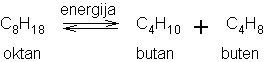 energija
C₈H₁₈ ⇌ C₄H₁₀ + C₄H₈
oktan butan buten